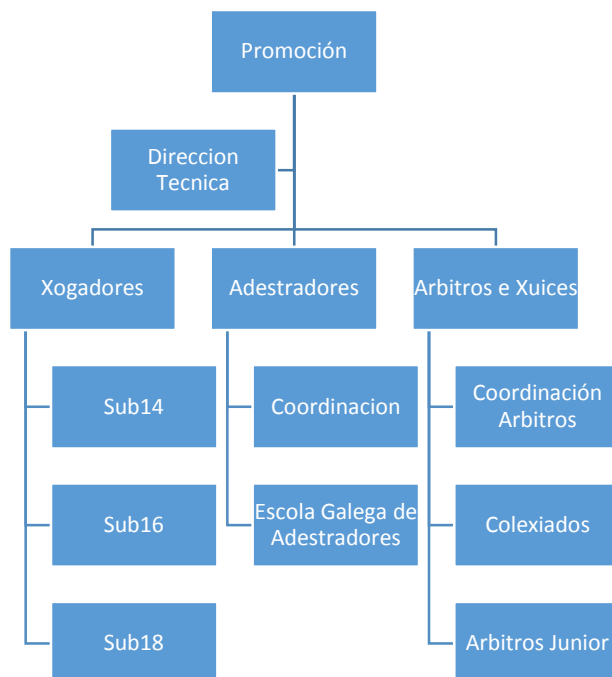 Promoción
Direccion
Tecnica
Xogadores
Adestradores
Arbitros e Xuices
Sub14
Coordinacion
Coordinación
Arbitros
Sub16
Escola Galega de
Adestradores
Colexiados
Sub18
Arbitros Junior